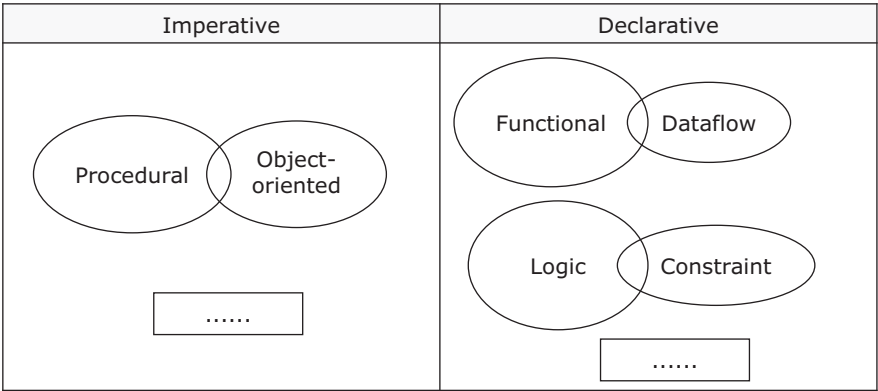 Imperative
Declarative
Procedural
Object-
oriented
......
Functional
Dataflow
Logic
Constraint
......